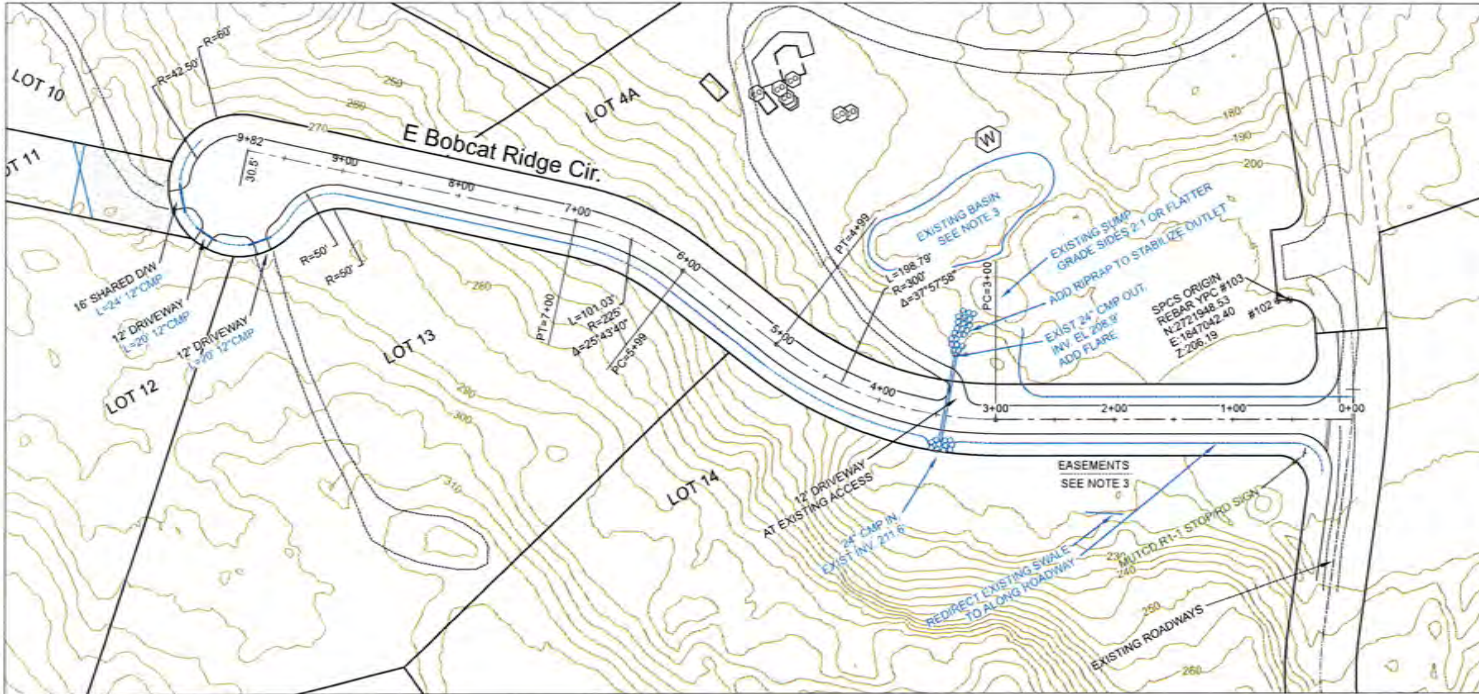 R=60'
R=42.50'
LOT 10
LOT 11
250
260
270
LOT 4A
E Bobcat Ridge Cir.
9+82
30.5'
9+00
8+00
7+00
6+00
5+00
4+00
3+00
2+00
1+00
0+00
W
180
190
200
EXISTING BASIN
SEE NOTE 3
EXISTING SUMP
GRADE SIDES 2:1 OR FLATTER
ADD RIPRAP TO STABILIZE OUTLET
EXIST 24" CMP OUT.
INV. EL 208.9'
ADD FLARE
SPCS ORIGIN
REBAR YPC #103
N:2721948.53
E:1847042.40
Z:206.19
#102
PT=4+99
L=198.79'
R=300'
Δ=37°57'58"
PC=3+00
PT=7+00
L=101.03'
R=225'
Δ=25°43'40"
PC=5+99
R=50'
R=50'
16' SHARED D/W
L=24' 12"CMP
12' DRIVEWAY
L=20' 12"CMP
12' DRIVEWAY
L=20' 12"CMP
LOT 12
LOT 13
LOT 14
280
290
300
310
12' DRIVEWAY
AT EXISTING ACCESS
24" CMP IN
EXIST INV. 211.6'
EASEMENTS
SEE NOTE 3
REDIRECT EXISTING SWALE
TO ALONG ROADWAY
MUTCD R1-1 STOP/RD SIGN
230
240
250
260
EXISTING ROADWAYS